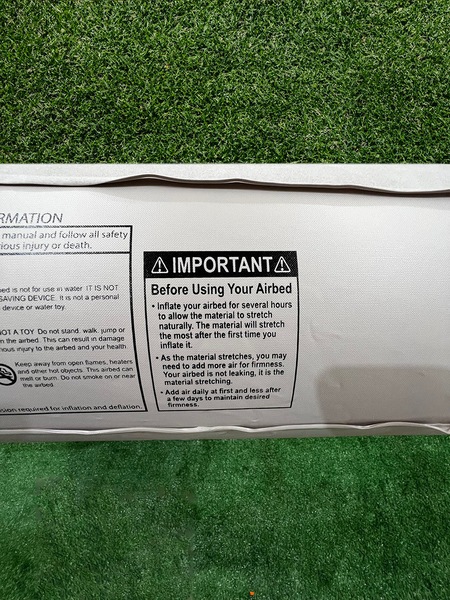 RMATION
manual and follow all safety
ious injury or death.
bed is not for use in water. IT IS NOT
SAVING DEVICE. It is not a personal
device or water toy.
NOT A TOY. Do not stand, walk, jump or
n the airbed. This can result in damage
injury to the airbed and your health.
Keep away from open flames, heaters
and other hot objects. This airbed can
melt or burn. Do not smoke on or near
the airbed.
required for inflation and deflation.
IMPORTANT
Before Using Your Airbed
• Inflate your airbed for several hours
to allow the material to stretch
naturally. The material will stretch
the most after the first time you
inflate it.
• As the material stretches, you may
need to add more air for firmness.
Your airbed is not leaking, it is the
material stretching.
• Add air daily at first and less after
a few days to maintain desired
firmness.